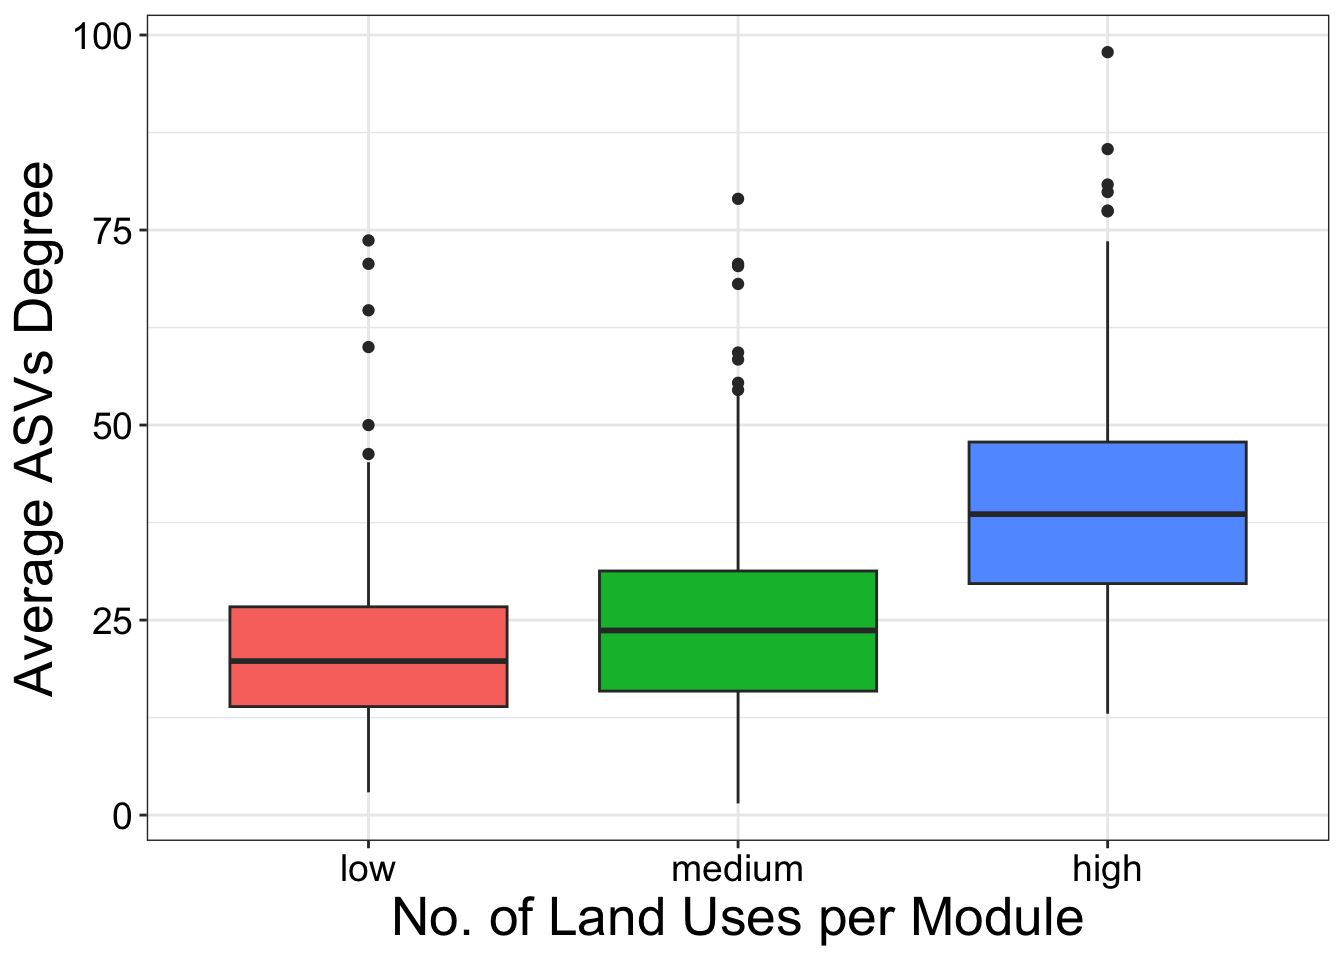 Average ASVs Degree
100
75
50
25
0
low
medium
high
No. of Land Uses per Module